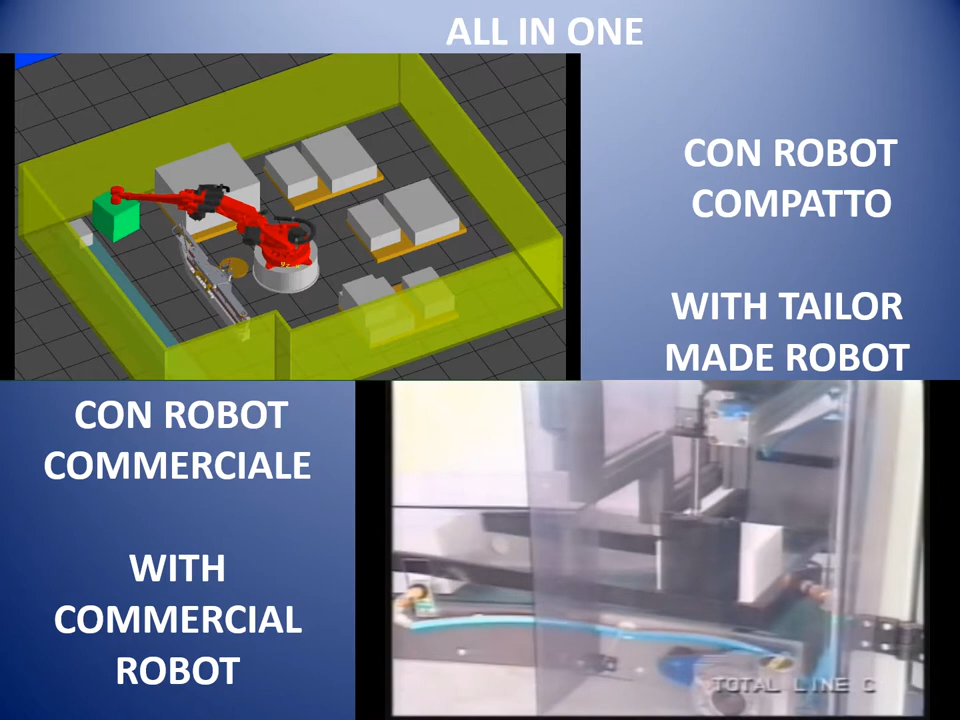 ALL IN ONE
CON ROBOT
COMPATTO
WITH TAILOR
MADE ROBOT
CON ROBOT
COMMERCIALE
WITH
COMMERCIAL
ROBOT
TOTAL LINE C